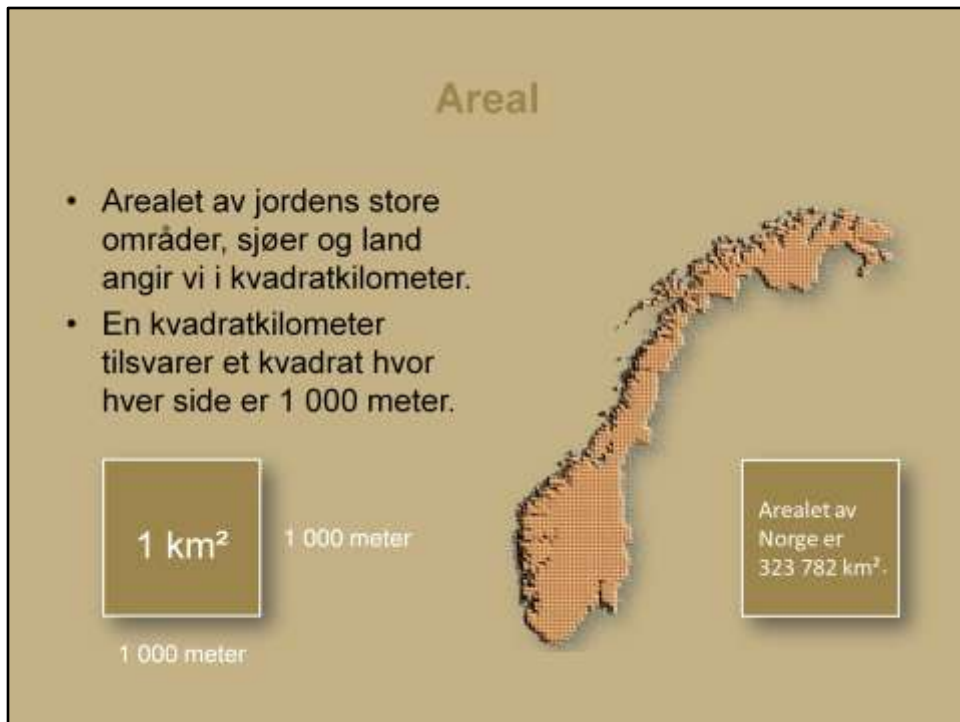 Areal
• Arealet av jordens store
områder, sjøer og land
angir vi i kvadratkilometer.
• En kvadratkilometer
tilsvarer et kvadrat hvor
hver side er 1 000 meter.
1 km²
1 000 meter
1 000 meter
Arealet av
Norge er
323 782 km².